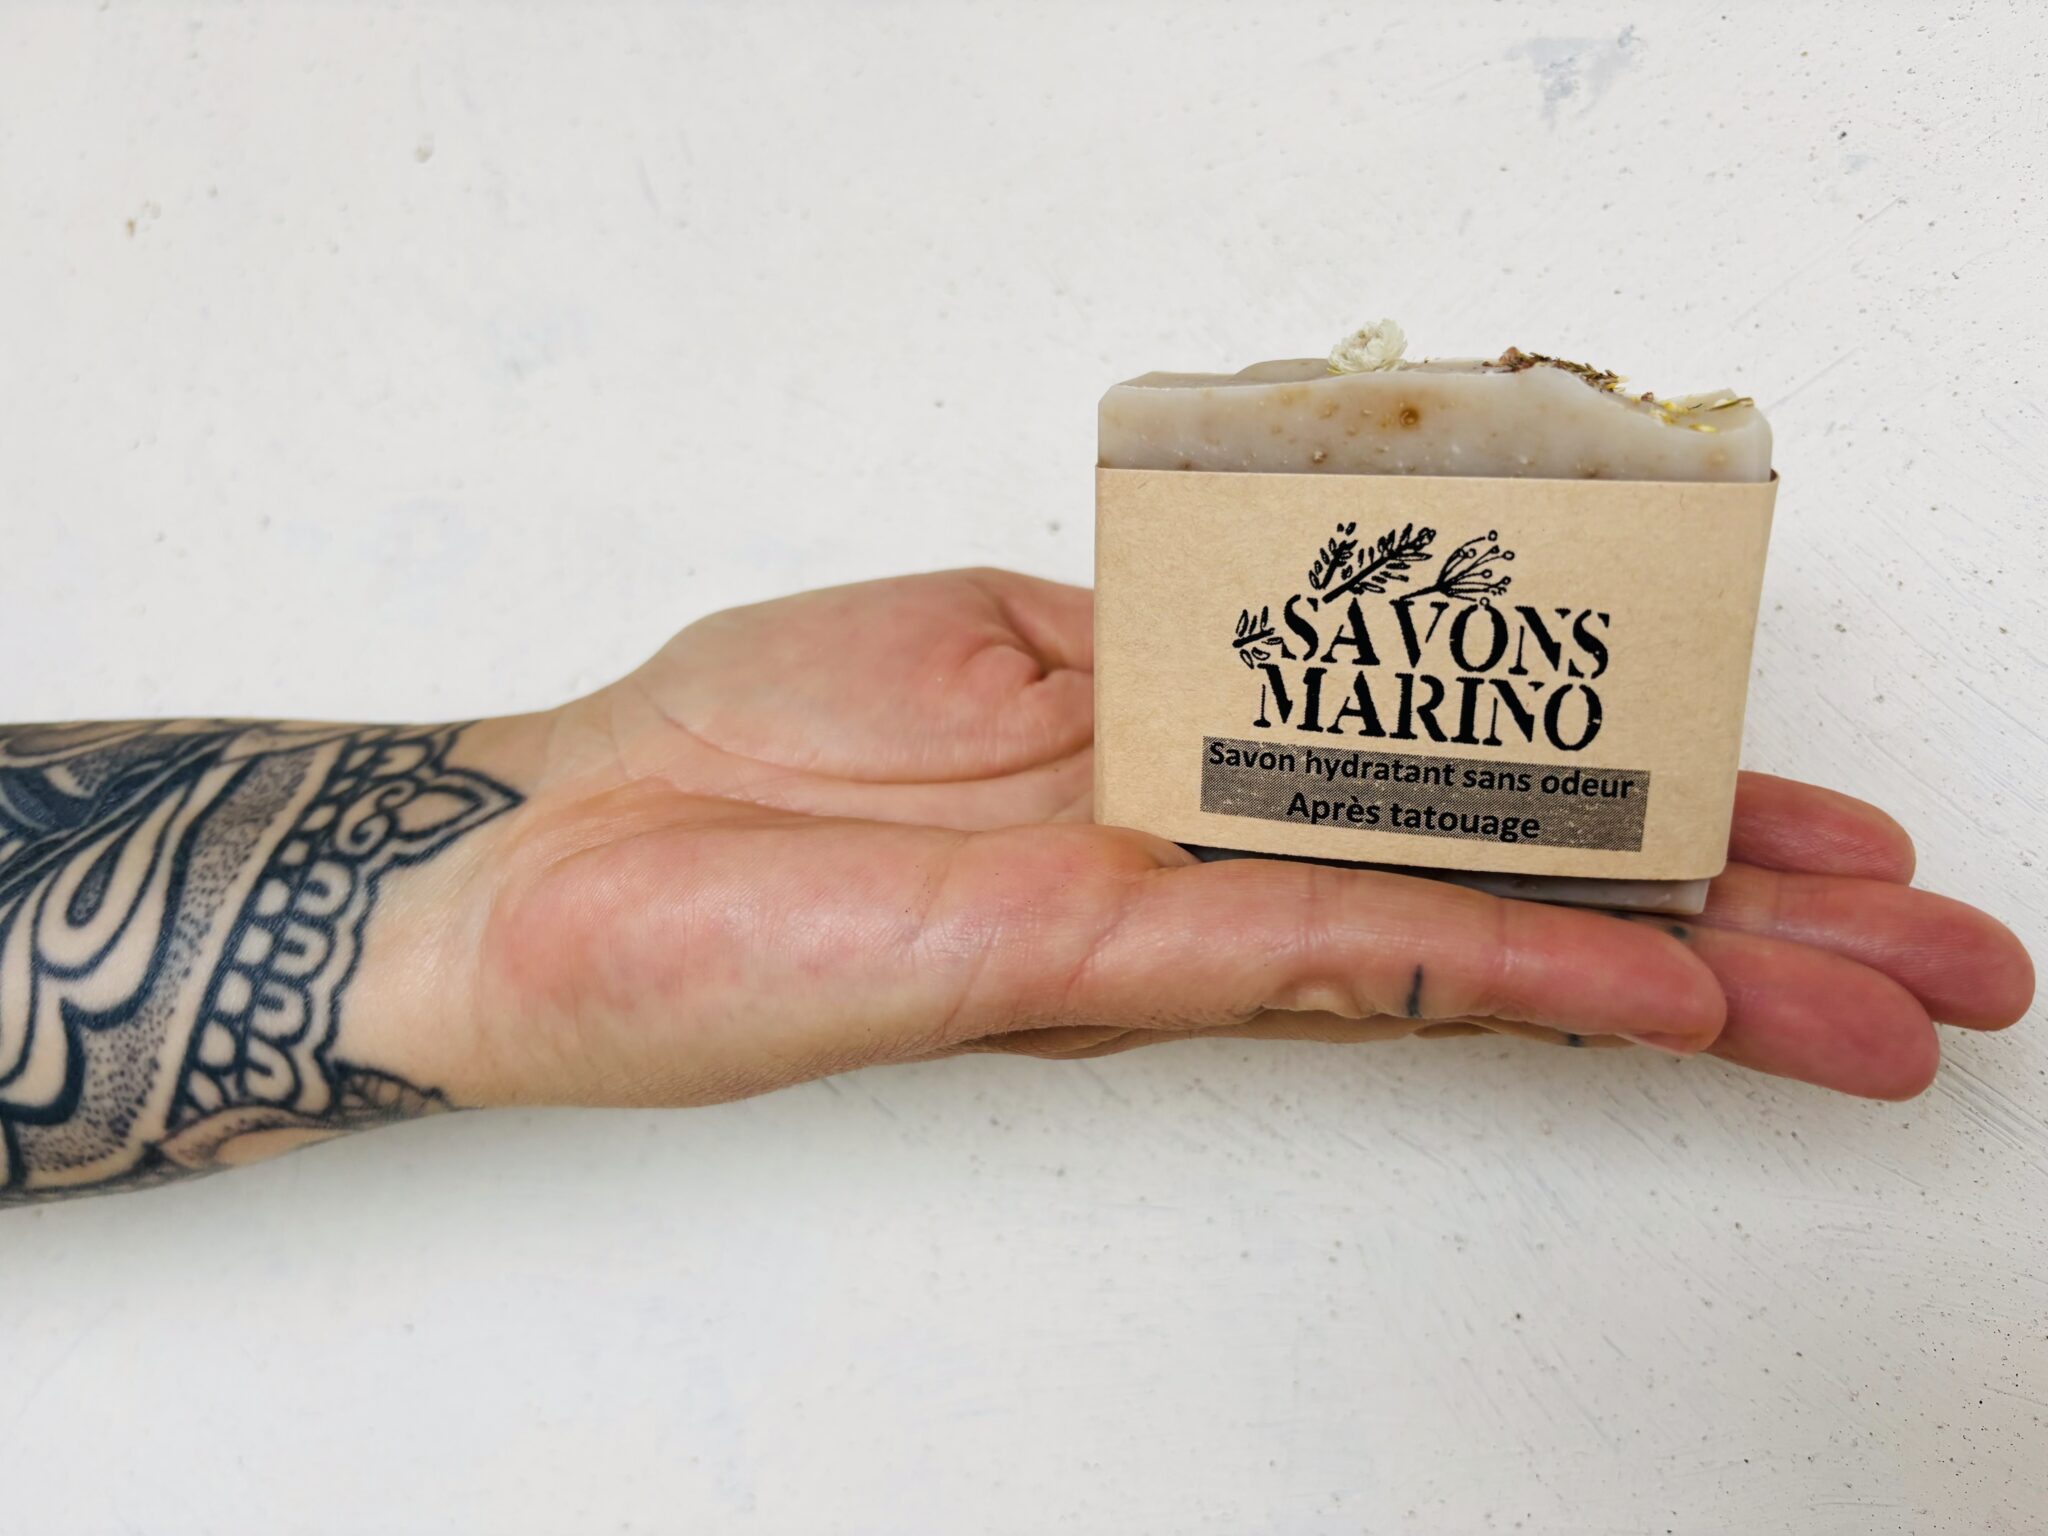 SAVONS
MARINO
Savon hydratant sans odeur
Après tatouage